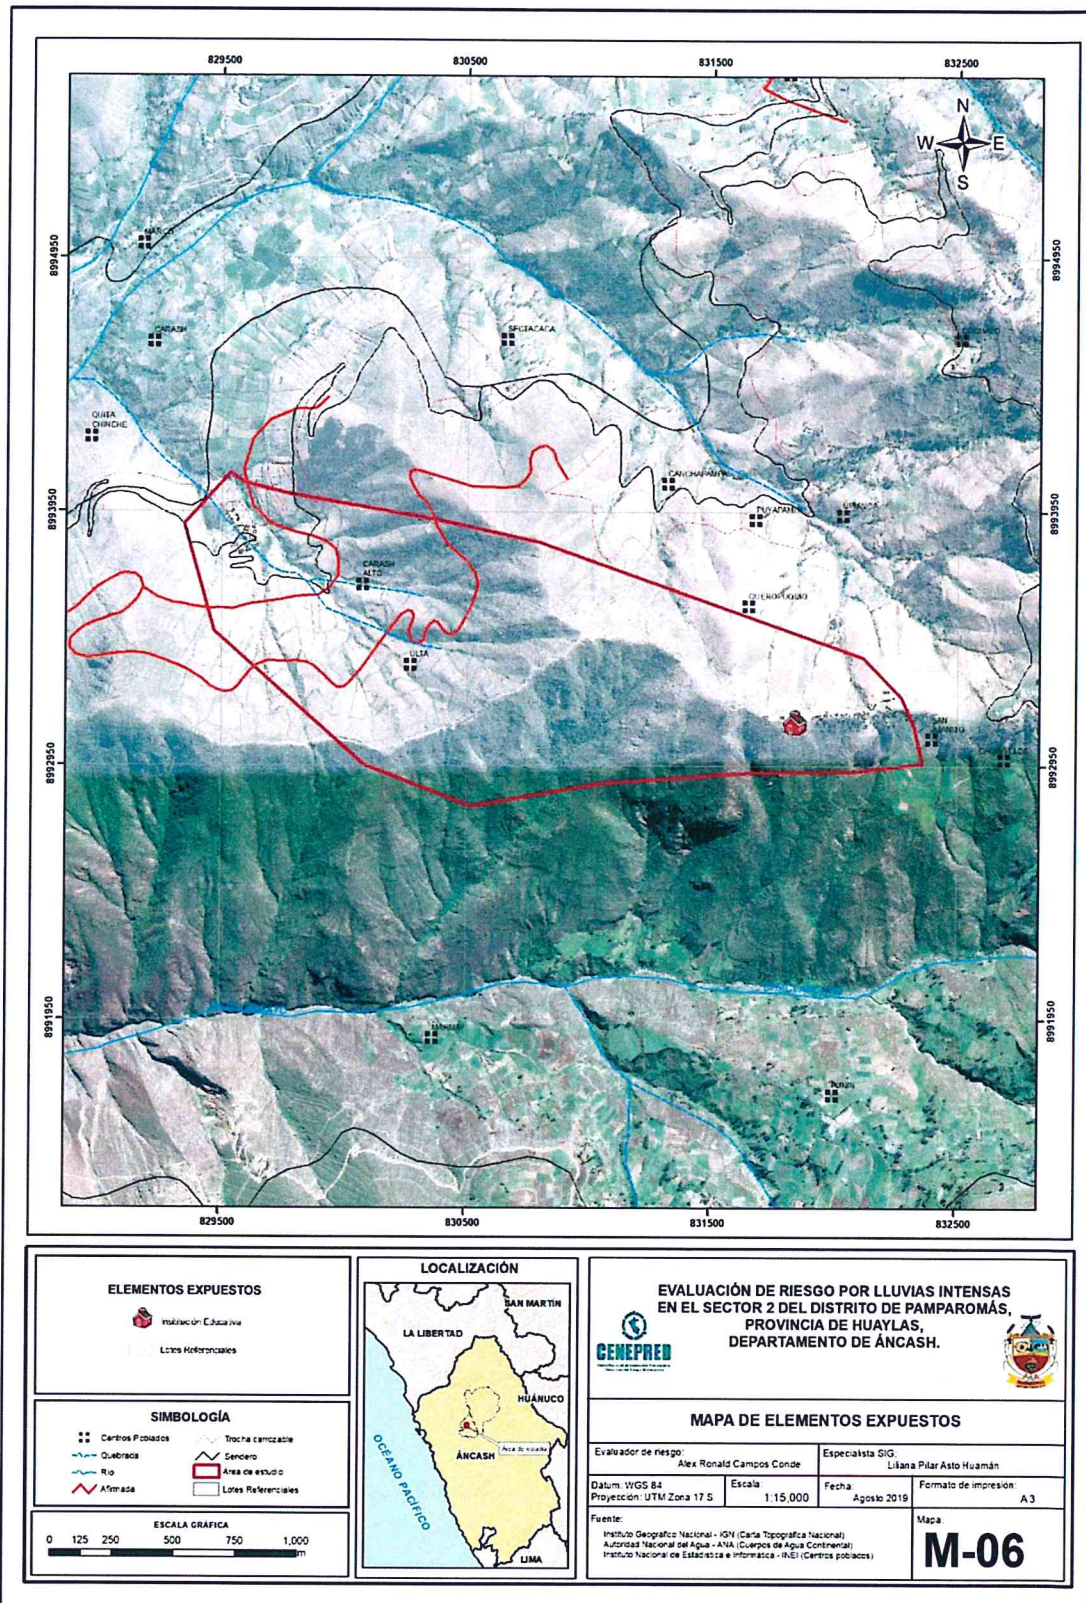 829500
830500
831500
832500
N
W
E
S
8994950
8994950
MARCO
CARASH
SECTACACA
QUITA
CHINCHE
CANCHAPAMPA
8993950
8993950
CARASH
ALTO
QUEROPUQUIO
ULTA
SAN
8992950
8992950
8991950
8991950
829500
830500
831500
832500
ELEMENTOS EXPUESTOS
Institución Educativa
Lotes Referenciales
SIMBOLOGÍA
Centros Poblados
Trocha carrozable
Quebrada
Sendero
Rio
Area de estudio
Afirmada
Lotes Referenciales
ESCALA GRÁFICA
0 125 250 500 750 1,000
m
LOCALIZACIÓN
SAN MARTÍN
LA LIBERTAD
HUÁNUCO
Área de estudio
ÁNCASH
OCÉANO PACÍFICO
LIMA
EVALUACIÓN DE RIESGO POR LLUVIAS INTENSAS
EN EL SECTOR 2 DEL DISTRITO DE PAMPAROMÁS,
PROVINCIA DE HUAYLAS,
DEPARTAMENTO DE ÁNCASH.
CENEPRED
MAPA DE ELEMENTOS EXPUESTOS
Evaluador de riesgo:
Alex Ronald Campos Conde
Especialista SIG:
Liliana Pilar Asto Huamán
Datum: WGS 84
Proyección: UTM Zona 17 S
Escala:
1:15,000
Fecha:
Agosto 2019
Formato de impresión:
A3
Fuente:
Instituto Geográfico Nacional - IGN (Carta Topográfica Nacional)
Autoridad Nacional del Agua - ANA (Cuerpos de Agua Continental)
Instituto Nacional de Estadística e Informática - INEI (Centros poblados)
Mapa:
M-06